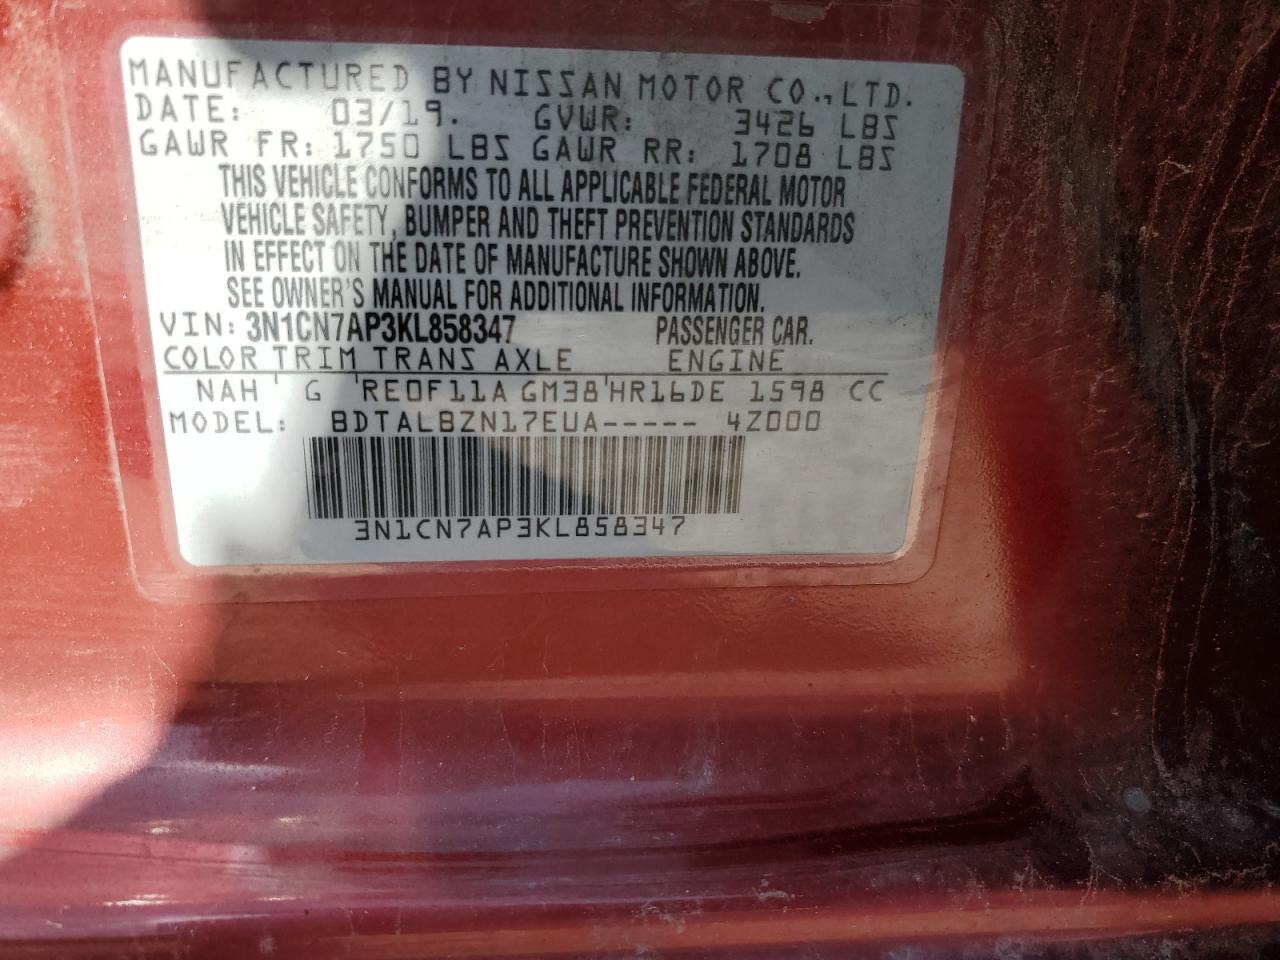 MANUFACTURED BY NISSAN MOTOR CO.,LTD.
DATE: 03/19. GVWR: 3426 LBS
GAWR FR: 1750 LBS GAWR RR: 1708 LBS
THIS VEHICLE CONFORMS TO ALL APPLICABLE FEDERAL MOTOR
VEHICLE SAFETY, BUMPER AND THEFT PREVENTION STANDARDS
IN EFFECT ON THE DATE OF MANUFACTURE SHOWN ABOVE.
SEE OWNER'S MANUAL FOR ADDITIONAL INFORMATION.
VIN: 3N1CN7AP3KL858347 PASSENGER CAR.
COLOR TRIM TRANS AXLE ENGINE
NAH ' G 'RE0F11A GM38'HR16DE 1598 CC
MODEL: BDTALBZN17EUA----- 4Z000
3N1CN7AP3KL858347